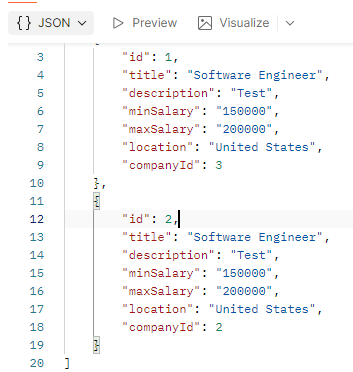 {} JSON Preview Visualize
3 "id": 1,
4 "title": "Software Engineer",
5 "description": "Test",
6 "minSalary": "150000",
7 "maxSalary": "200000",
8 "location": "United States",
9 "companyId": 3
10 },
11 {
12 "id": 2,
13 "title": "Software Engineer",
14 "description": "Test",
15 "minSalary": "150000",
16 "maxSalary": "200000",
17 "location": "United States",
18 "companyId": 2
19 }
20 ]